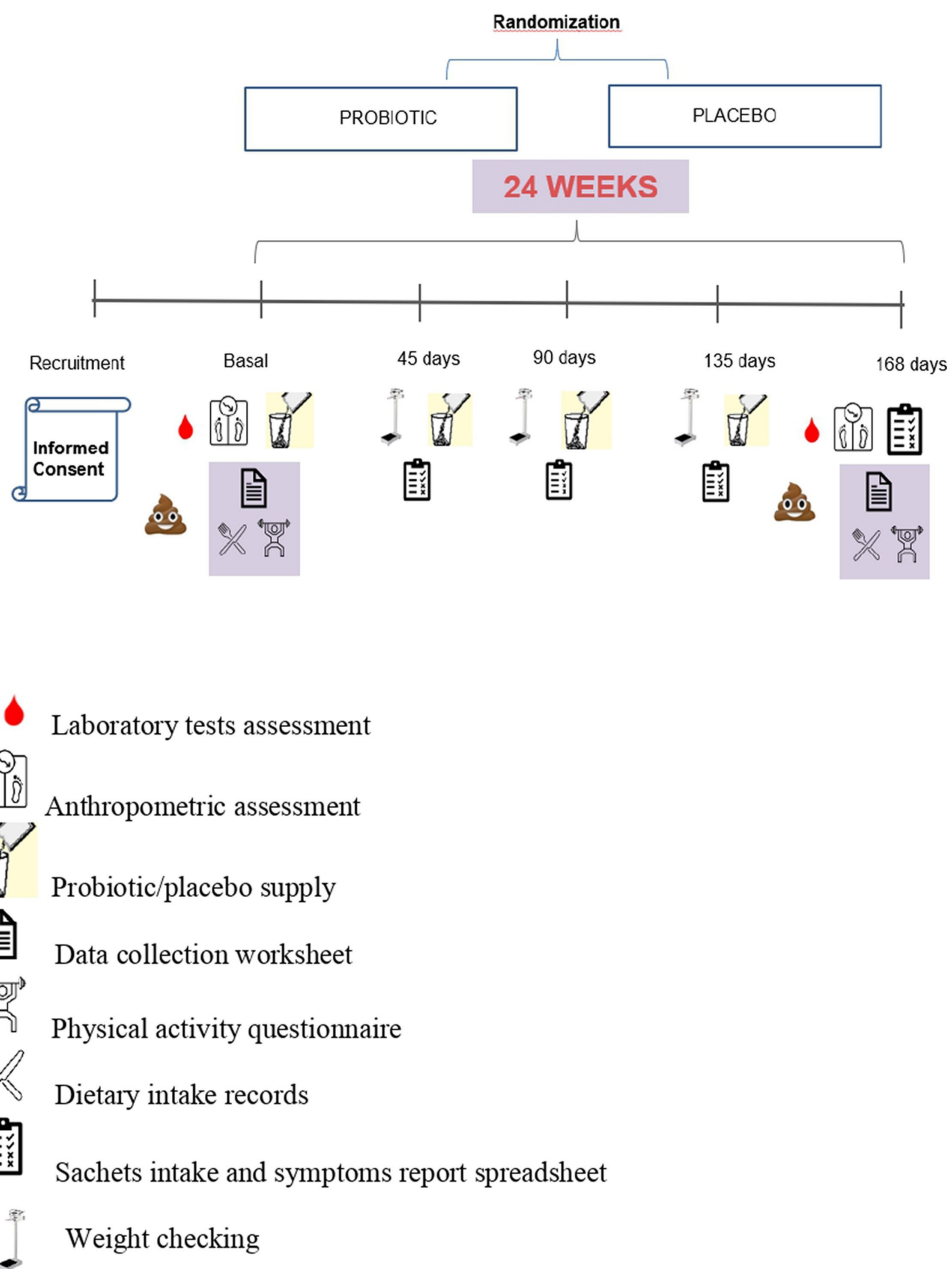 Randomization
PROBIOTIC
PLACEBO
24 WEEKS
Recruitment
Basal
45 days
90 days
135 days
168 days
Informed
Consent
Laboratory tests assessment
Anthropometric assessment
Probiotic/placebo supply
Data collection worksheet
Physical activity questionnaire
Dietary intake records
Sachets intake and symptoms report spreadsheet
Weight checking